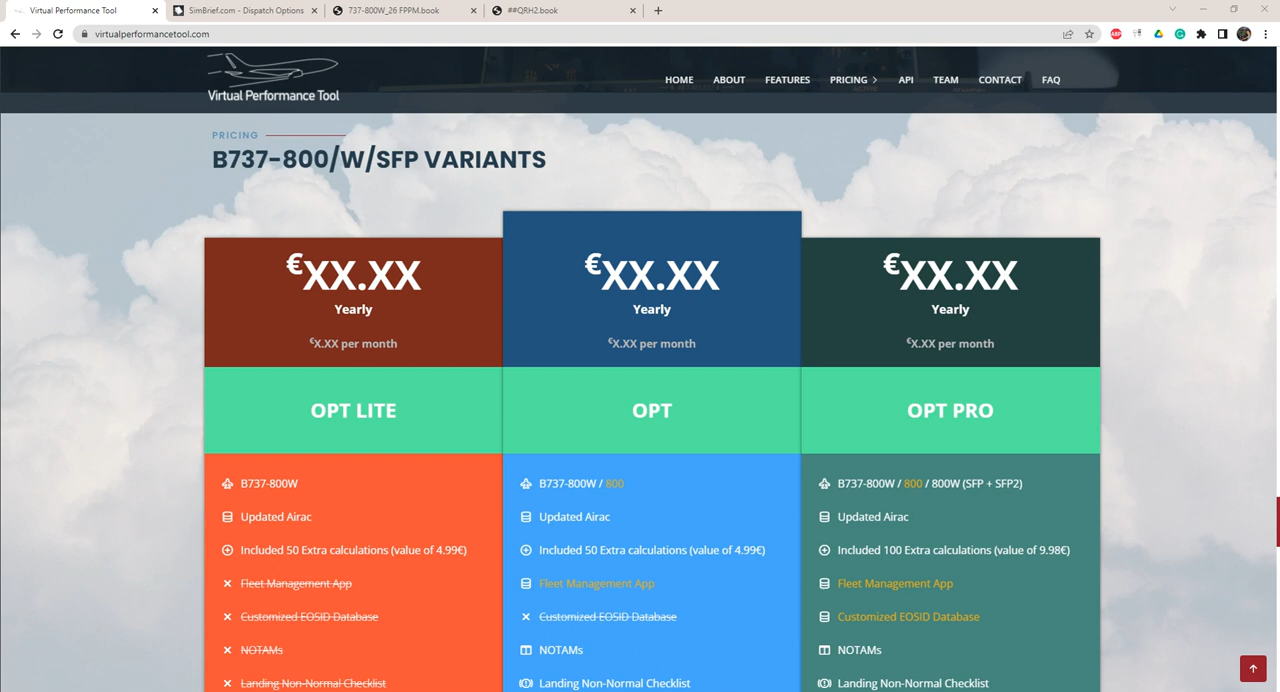 Virtual Performance Tool
SimBrief.com - Dispatch Options
737-800W_26 FPPM.book
##QRH2.book
virtualperformancetool.com
ABP
Virtual Performance Tool
HOME
ABOUT
FEATURES
PRICING
API
TEAM
CONTACT
FAQ
PRICING
B737-800/W/SFP VARIANTS
€XX.XX
Yearly
€X.XX per month
OPT LITE
B737-800W
Updated Airac
Included 50 Extra calculations (value of 4.99€)
Fleet Management App
Customized EOSID Database
NOTAMs
Landing Non-Normal Checklist
€XX.XX
Yearly
€X.XX per month
OPT
B737-800W / 800
Updated Airac
Included 50 Extra calculations (value of 4.99€)
Fleet Management App
Customized EOSID Database
NOTAMs
Landing Non-Normal Checklist
€XX.XX
Yearly
€X.XX per month
OPT PRO
B737-800W / 800 / 800W (SFP + SFP2)
Updated Airac
Included 100 Extra calculations (value of 9.98€)
Fleet Management App
Customized EOSID Database
NOTAMs
Landing Non-Normal Checklist